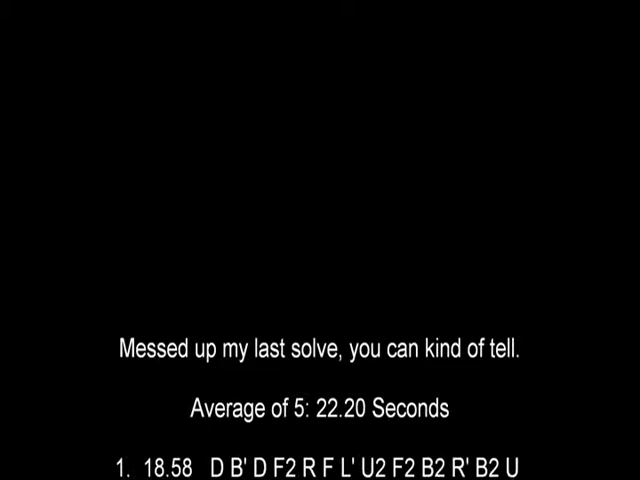 Messed up my last solve, you can kind of tell.
Average of 5: 22.20 Seconds
1. 18.58 D B' D F2 R F L' U2 F2 B2 R' B2 U